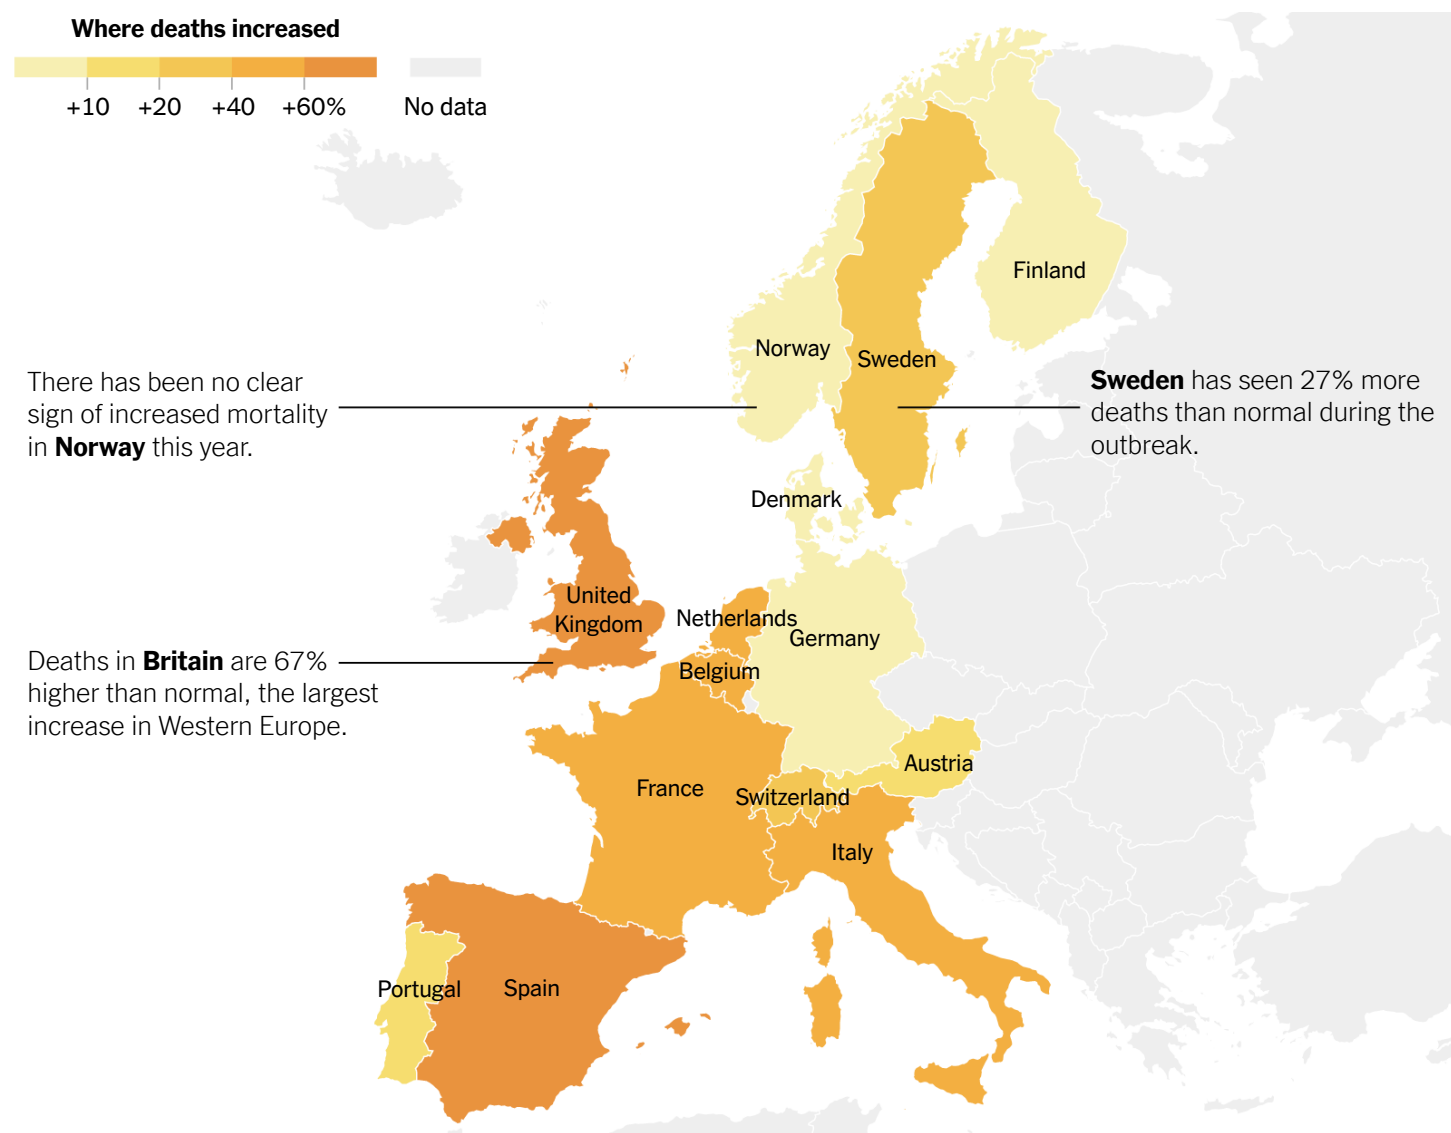 Where deaths increased
+10 +20 +40 +60% No data
Finland
Norway
Sweden
There has been no clear
sign of increased mortality
in Norway this year.
Sweden has seen 27% more
deaths than normal during the
outbreak.
Denmark
United
Kingdom
Netherlands
Germany
Deaths in Britain are 67%
higher than normal, the largest
increase in Western Europe.
Belgium
Austria
France
Switzerland
Italy
Portugal
Spain